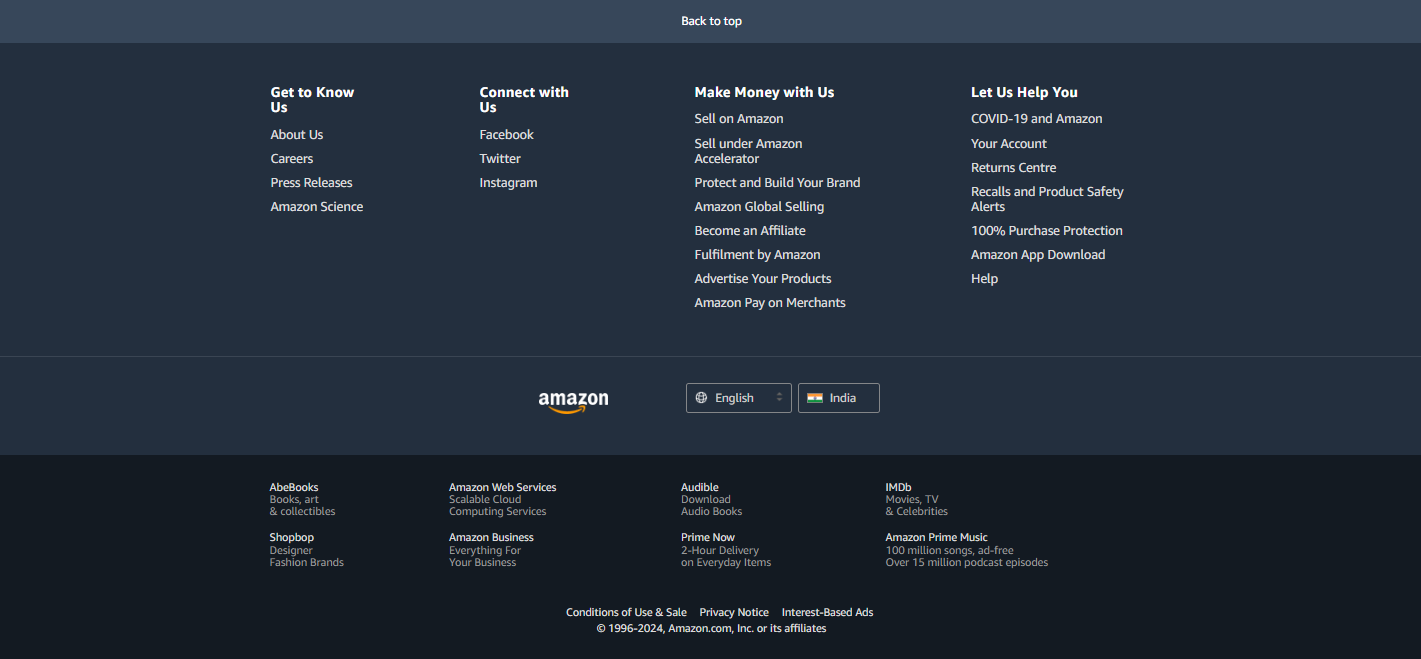 Back to top
Get to Know
Us
About Us
Careers
Press Releases
Amazon Science
Connect with
Us
Facebook
Twitter
Instagram
Make Money with Us
Sell on Amazon
Sell under Amazon
Accelerator
Protect and Build Your Brand
Amazon Global Selling
Become an Affiliate
Fulfilment by Amazon
Advertise Your Products
Amazon Pay on Merchants
Let Us Help You
COVID-19 and Amazon
Your Account
Returns Centre
Recalls and Product Safety
Alerts
100% Purchase Protection
Amazon App Download
Help
amazon
English
India
AbeBooks
Books, art
& collectibles
Amazon Web Services
Scalable Cloud
Computing Services
Audible
Download
Audio Books
IMDb
Movies, TV
& Celebrities
Shopbop
Designer
Fashion Brands
Amazon Business
Everything For
Your Business
Prime Now
2-Hour Delivery
on Everyday Items
Amazon Prime Music
100 million songs, ad-free
Over 15 million podcast episodes
Conditions of Use & Sale Privacy Notice Interest-Based Ads
© 1996-2024, Amazon.com, Inc. or its affiliates